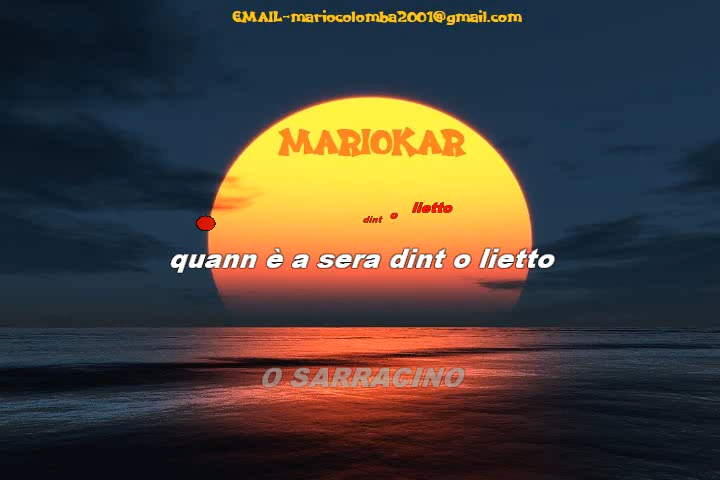 EMAIL-mariocolomba2001@gmail.com
MARIOKAR
dint o lietto
quann è a sera dint o lietto
O SARRACINO